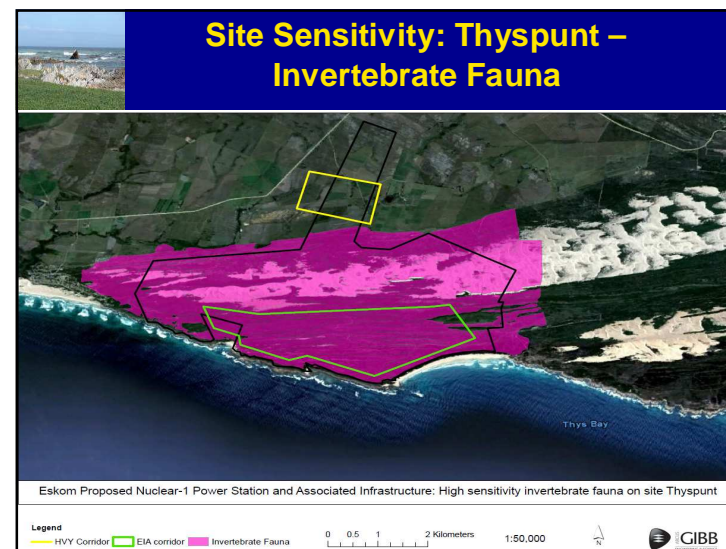 Site Sensitivity: Thyspunt –
Invertebrate Fauna
Thys Bay
Eskom Proposed Nuclear-1 Power Station and Associated Infrastructure: High sensitivity invertebrate fauna on site Thyspunt
Legend
HVY Corridor EIA corridor Invertebrate Fauna
0 0.5 1 2 Kilometers
1:50,000
N
GIBB